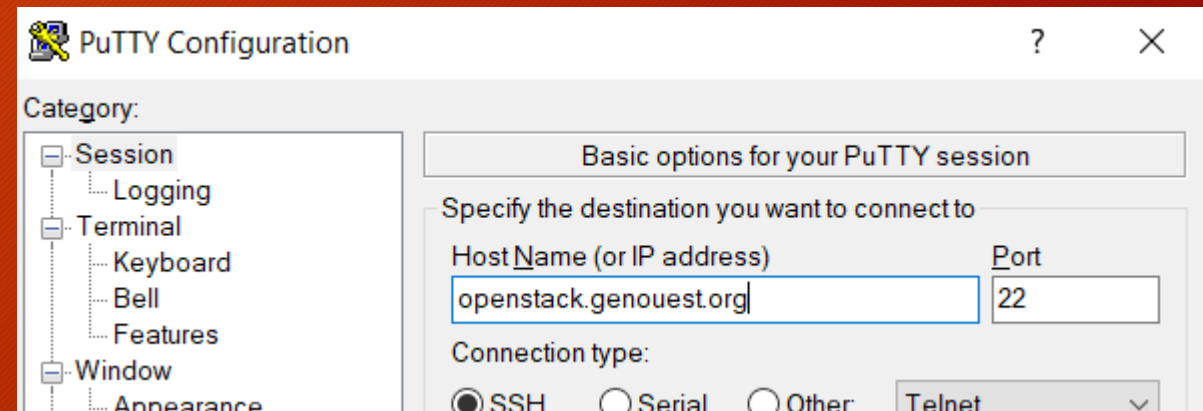 PuTTY Configuration
?
Category:
Session
Logging
Terminal
Keyboard
Bell
Features
Window
Appearance
Basic options for your PuTTY session
Specify the destination you want to connect to
Host Name (or IP address)
Port
openstack.genouest.org
22
Connection type:
SSH
Serial
Other:
Telnet